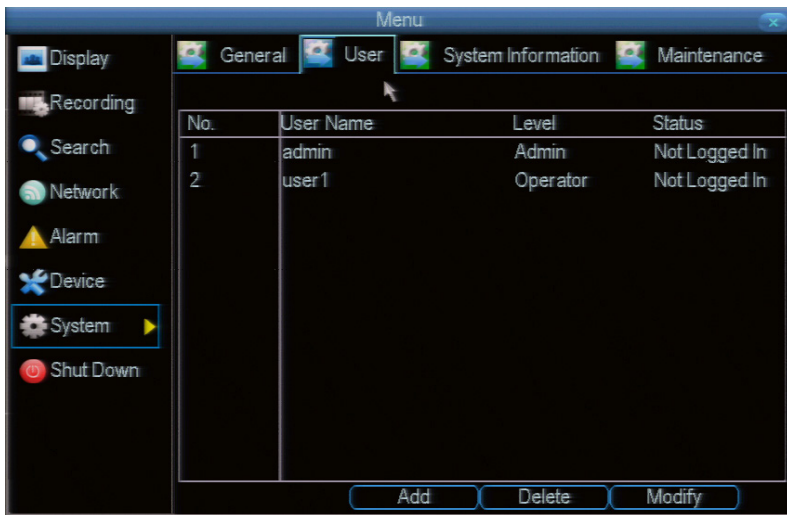 Menu
Display
General User System Information Maintenance
Recording
No. User Name Level Status
Search
1 admin Admin Not Logged In
2 user1 Operator Not Logged In
Network
Alarm
Device
System
Shut Down
Add Delete Modify